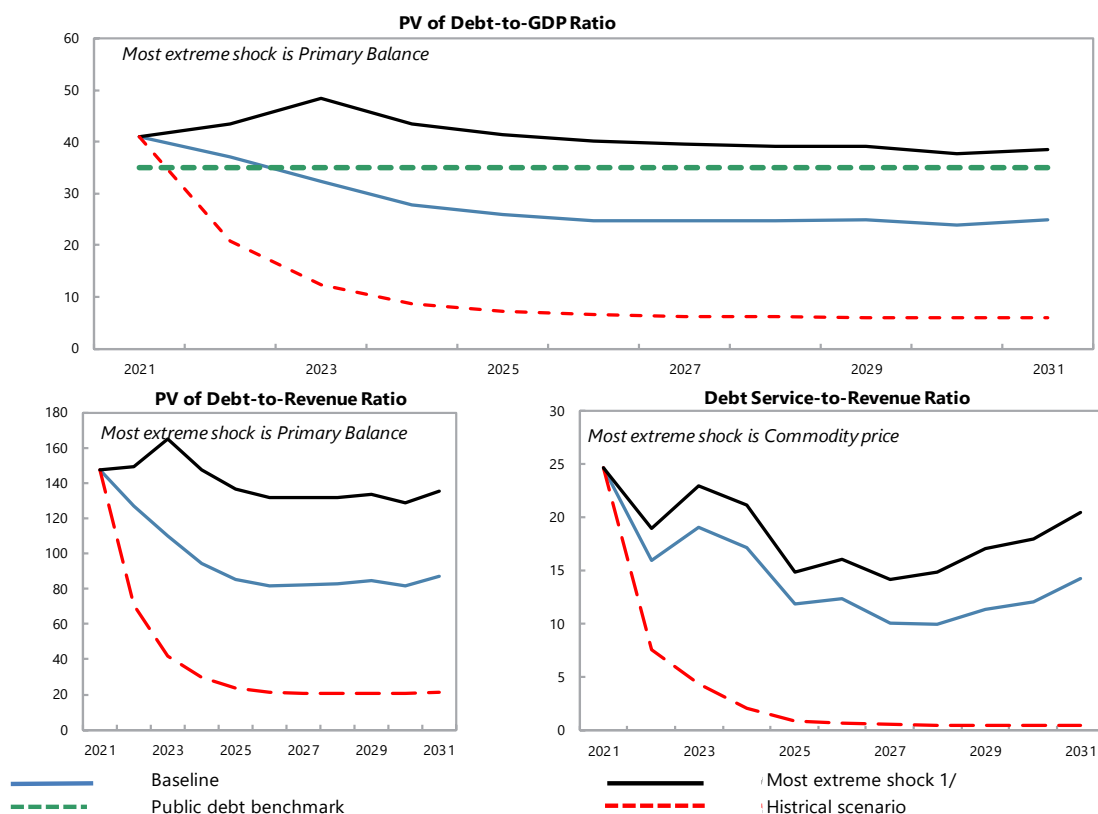 PV of Debt-to-GDP Ratio
Most extreme shock is Primary Balance
60
50
40
30
20
10
0
2021 2023 2025 2027 2029 2031
PV of Debt-to-Revenue Ratio
Most extreme shock is Primary Balance
180
160
140
120
100
80
60
40
20
0
2021 2023 2025 2027 2029 2031
Debt Service-to-Revenue Ratio
Most extreme shock is Commodity price
30
25
20
15
10
5
0
2021 2023 2025 2027 2029 2031
Baseline
Public debt benchmark
Most extreme shock 1/
Histrical scenario